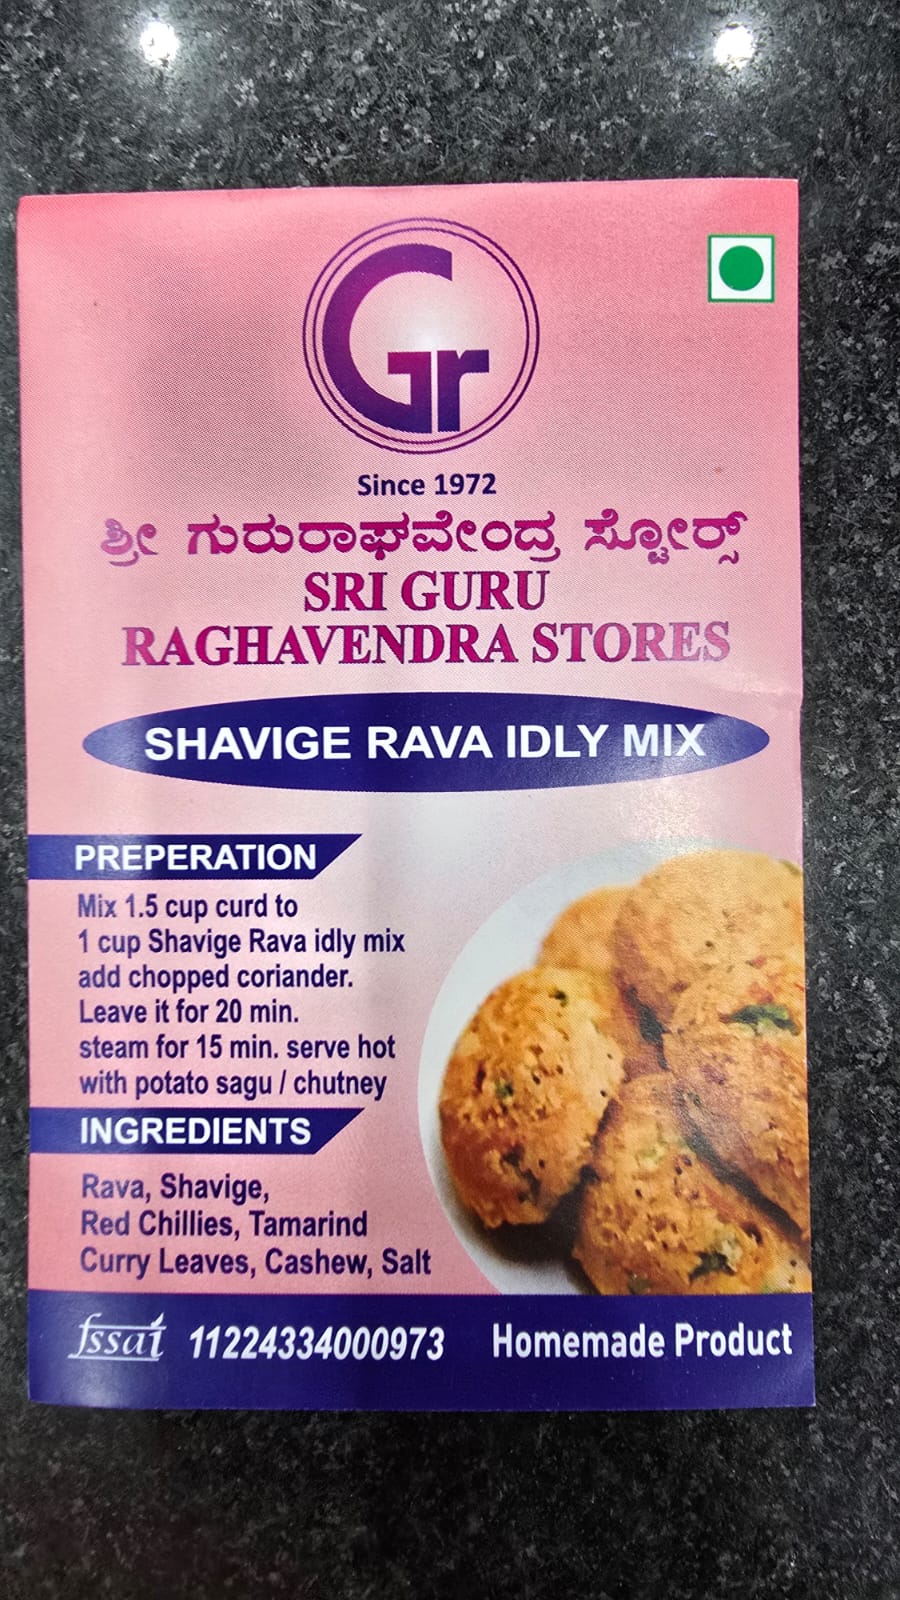 Gr
Since 1972
ಶ್ರೀ ಗುರುರಾಘವೇಂದ್ರ ಸ್ಟೋರ್ಸ್
SRI GURU
RAGHAVENDRA STORES
SHAVIGE RAVA IDLY MIX
PREPERATION
Mix 1.5 cup curd to
1 cup Shavige Rava idly mix
add chopped coriander.
Leave it for 20 min.
steam for 15 min. serve hot
with potato sagu / chutney
INGREDIENTS
Rava, Shavige,
Red Chillies, Tamarind
Curry Leaves, Cashew, Salt
fssai 11224334000973 Homemade Product